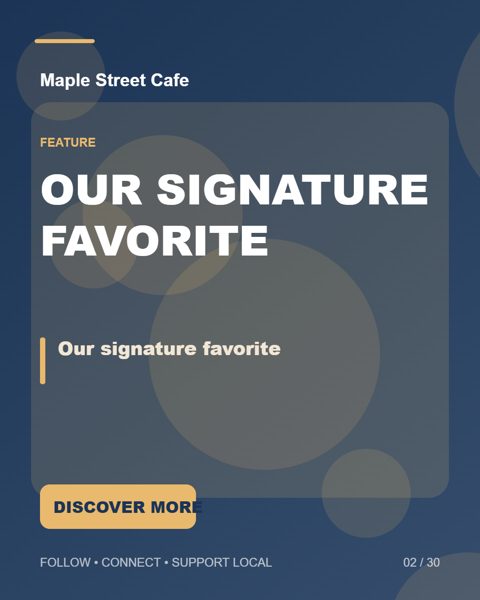 Maple Street Cafe
FEATURE
OUR SIGNATURE
FAVORITE
Our signature favorite
DISCOVER MORE
FOLLOW • CONNECT • SUPPORT LOCAL
02 / 30